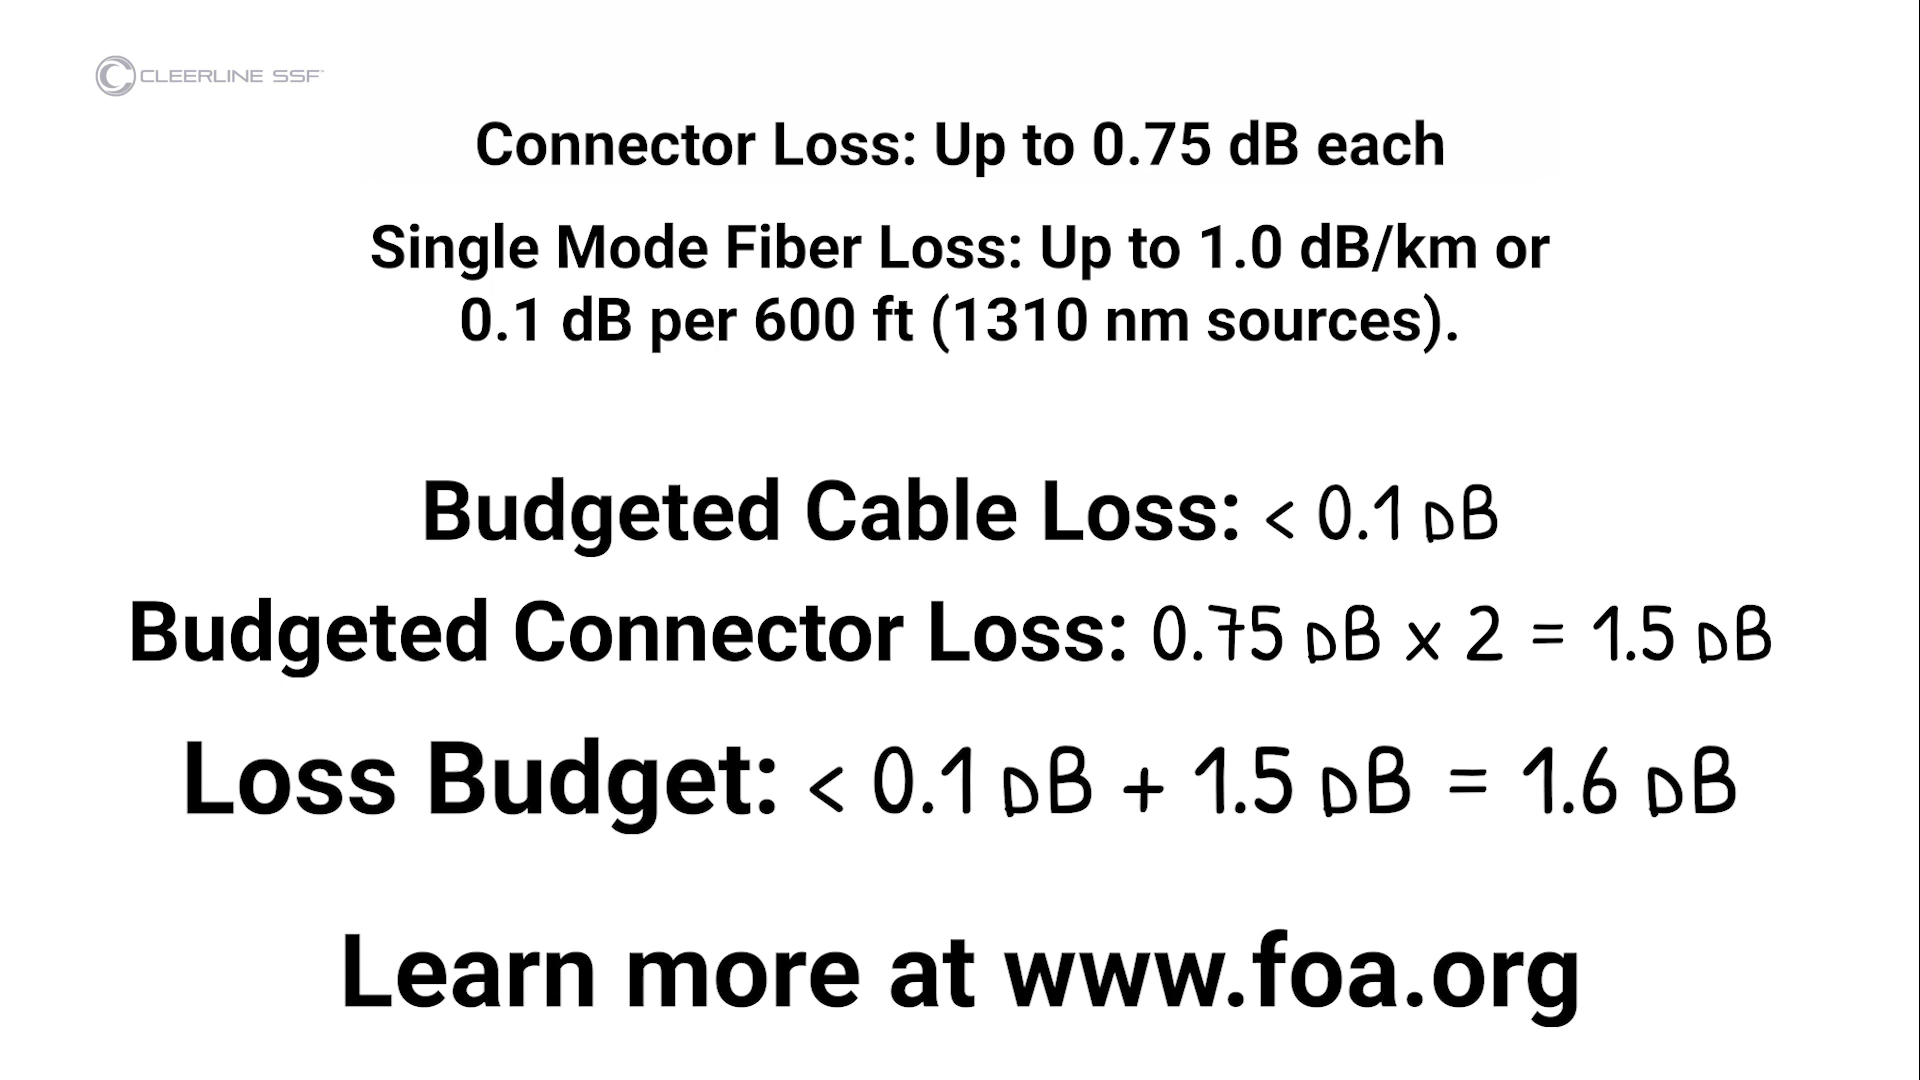 CLEERLINE SSF™
Connector Loss: Up to 0.75 dB each
Single Mode Fiber Loss: Up to 1.0 dB/km or
0.1 dB per 600 ft (1310 nm sources).
Budgeted Cable Loss: < 0.1 DB
Budgeted Connector Loss: 0.75 DB x 2 = 1.5 DB
Loss Budget: < 0.1 DB + 1.5 DB = 1.6 DB
Learn more at www.foa.org